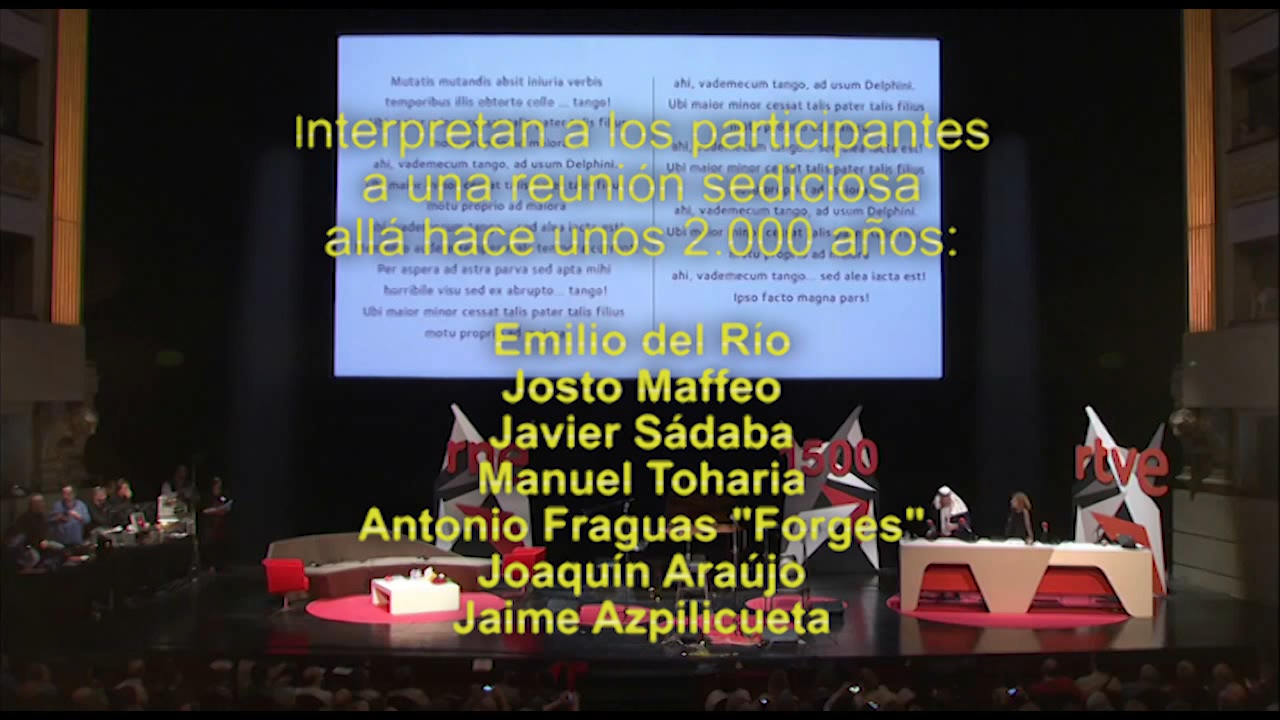 Interpretan a los participantes
a una reunión sediciosa
allá hace unos 2.000 años:
Emilio del Río
Josto Maffeo
Javier Sádaba
Manuel Toharia
Antonio Fraguas "Forges"
Joaquín Araújo
Jaime Azpilicueta
Mutatis mutandis absit iniuria verbis
temporibus illis obtorto collo ... tango!
ahi, vademecum tango, ad usum Delphini.
motu proprio ad maiora
Per aspera ad astra parva sed apta mihi
horribile visu sed ex abrupto... tango!
Ubi maior minor cessat talis pater talis filius
motu proprio ad
ahi, vademecum tango, ad usum Delphini.
Ubi maior minor cessat talis pater talis filius
ahi, vademecum tango, ad usum Delphini.
ahi, vademecum tango... sed alea iacta est!
Ipso facto magna pars!
rne
1500
rtve